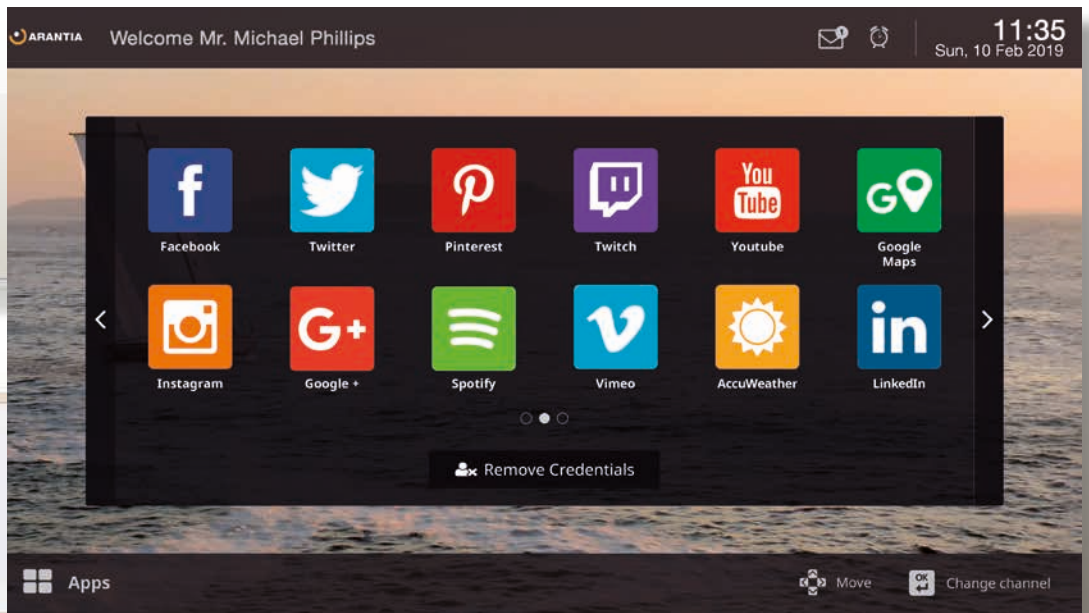 ARANTIA
Welcome Mr. Michael Phillips
1
11:35
Sun, 10 Feb 2019
f
You
Tube
G
Facebook
Twitter
Pinterest
Twitch
Youtube
Google
Maps
G+
in
Instagram
Google +
Spotify
Vimeo
AccuWeather
LinkedIn
Remove Credentials
Apps
Move
OK
Change channel